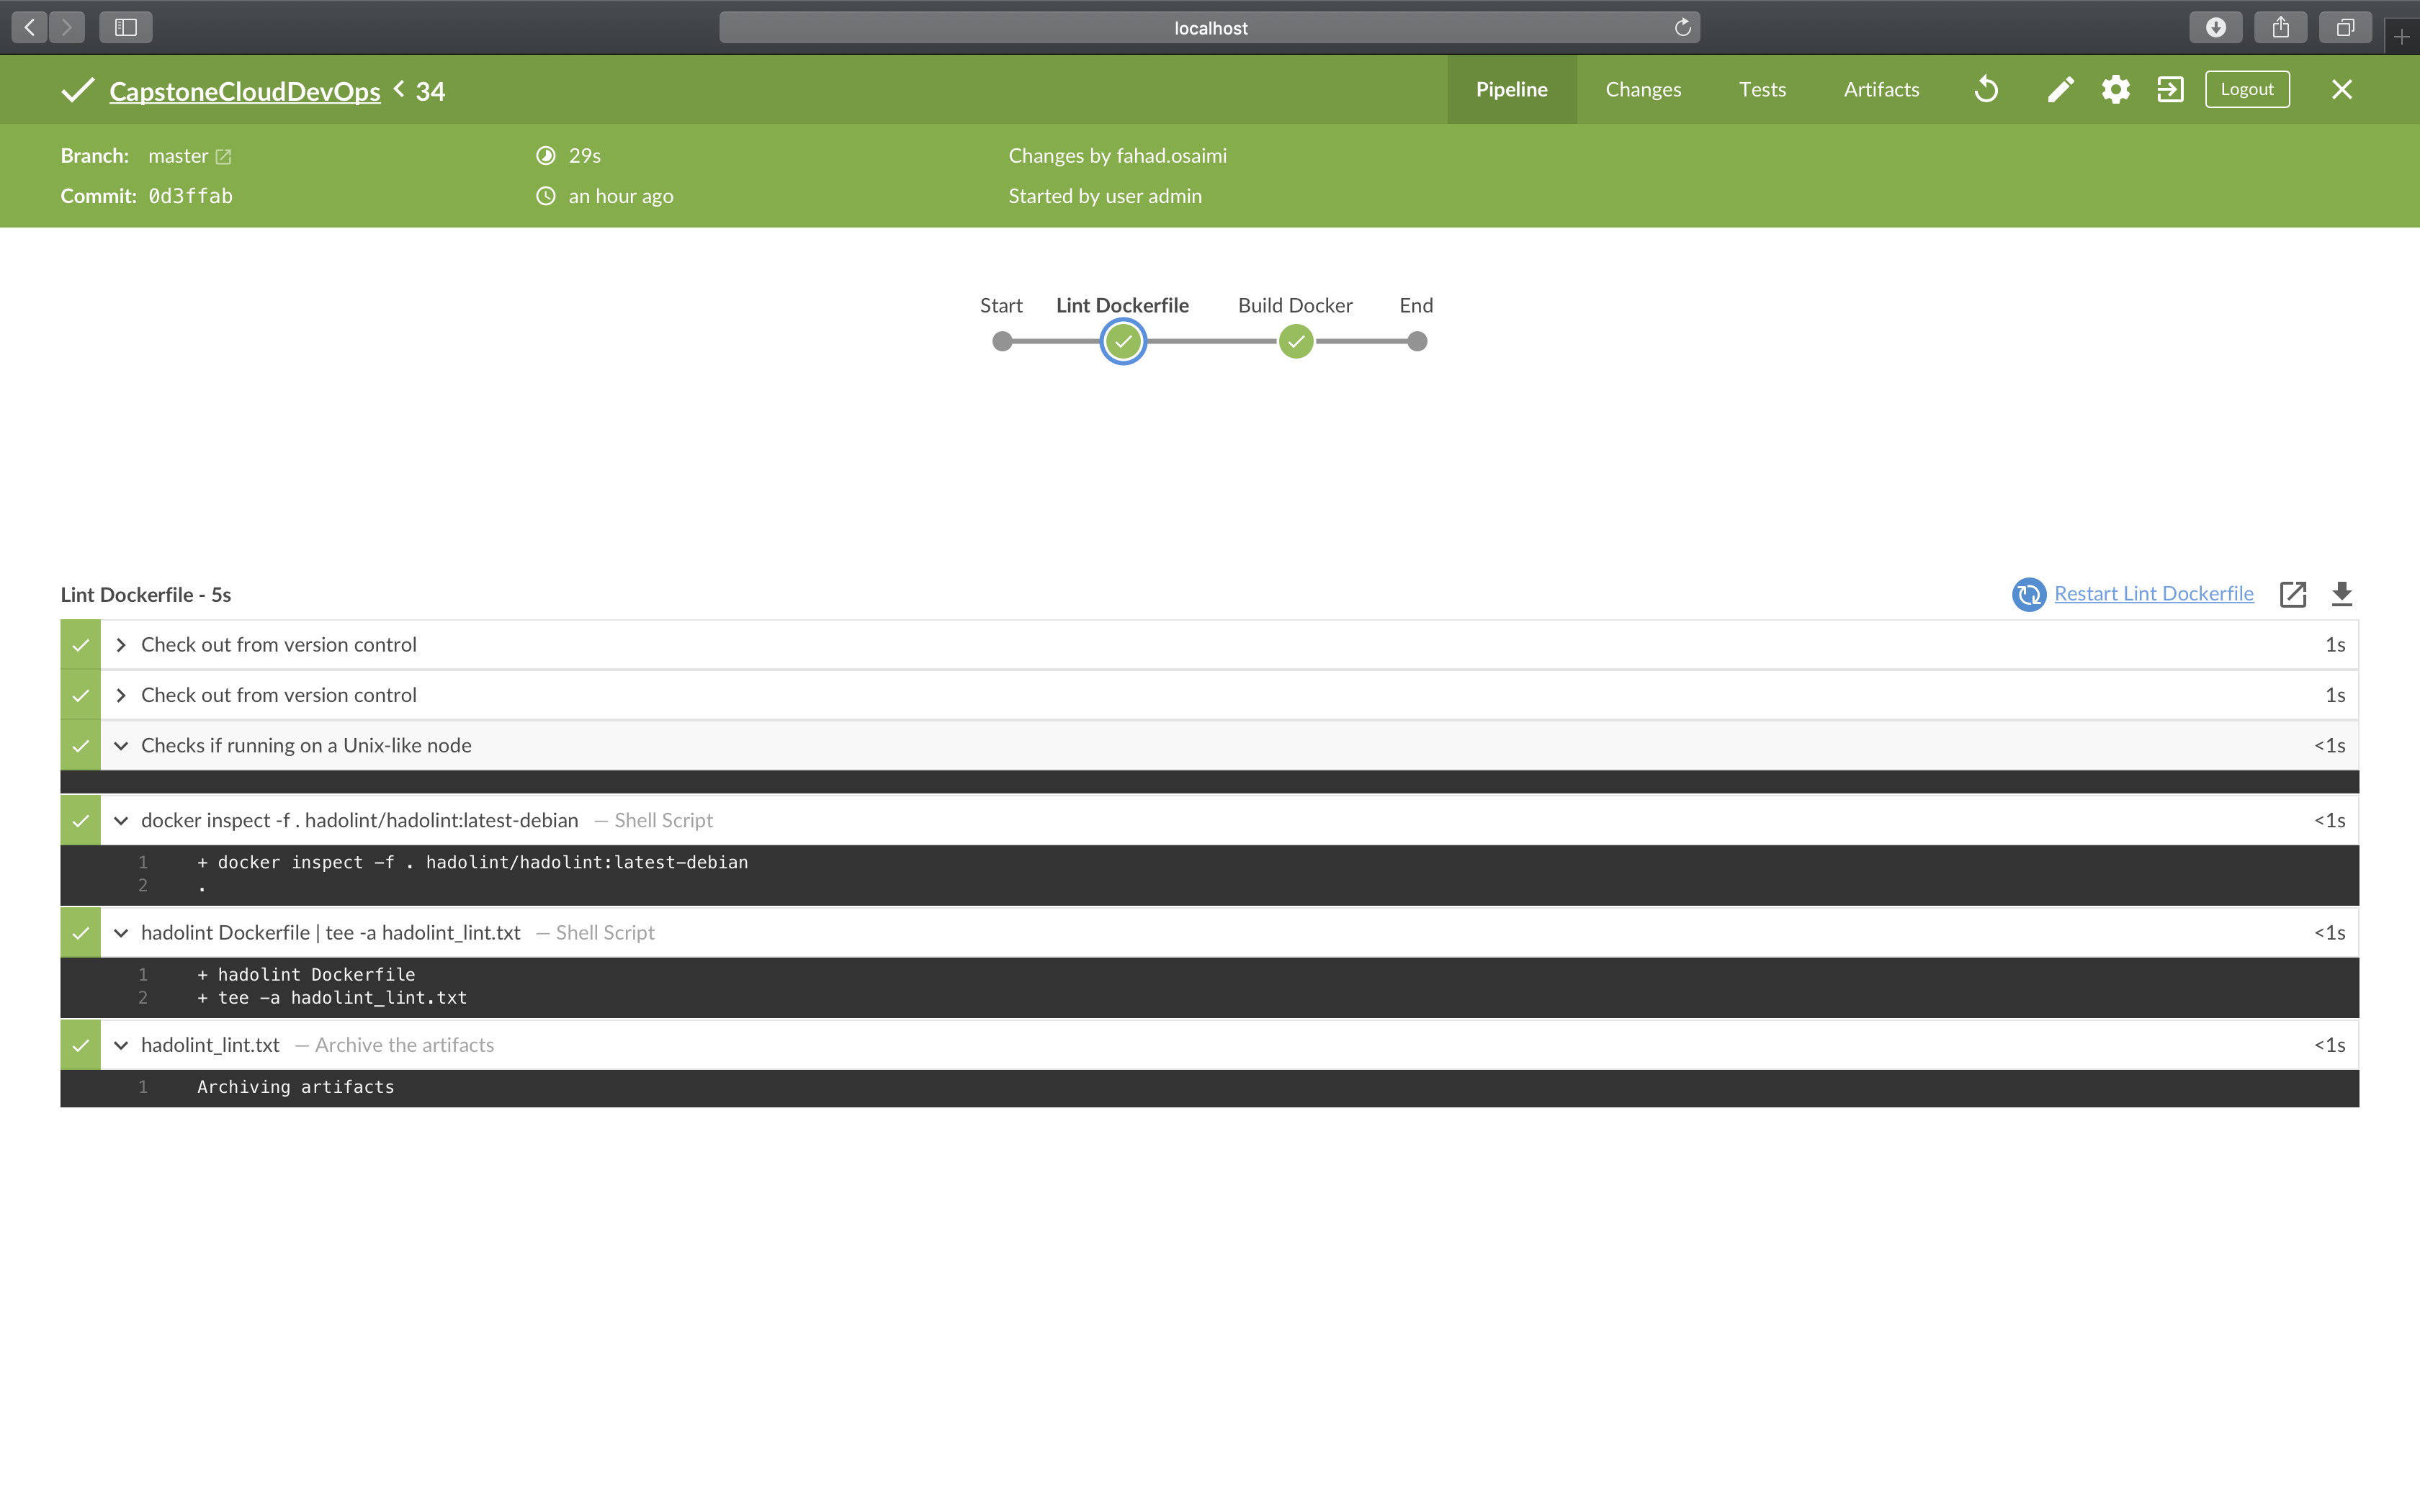 localhost
CapstoneCloudDevOps < 34
Pipeline Changes Tests Artifacts Logout
Branch: master 29s Changes by fahad.osaimi
Commit: 0d3ffab an hour ago Started by user admin
Start Lint Dockerfile Build Docker End
Lint Dockerfile - 5s Restart Lint Dockerfile
Check out from version control 1s
Check out from version control 1s
Checks if running on a Unix-like node <1s
docker inspect -f . hadolint/hadolint:latest-debian — Shell Script <1s
1 + docker inspect -f . hadolint/hadolint:latest-debian
2 .
hadolint Dockerfile | tee -a hadolint_lint.txt — Shell Script <1s
1 + hadolint Dockerfile
2 + tee -a hadolint_lint.txt
hadolint_lint.txt — Archive the artifacts <1s
1 Archiving artifacts